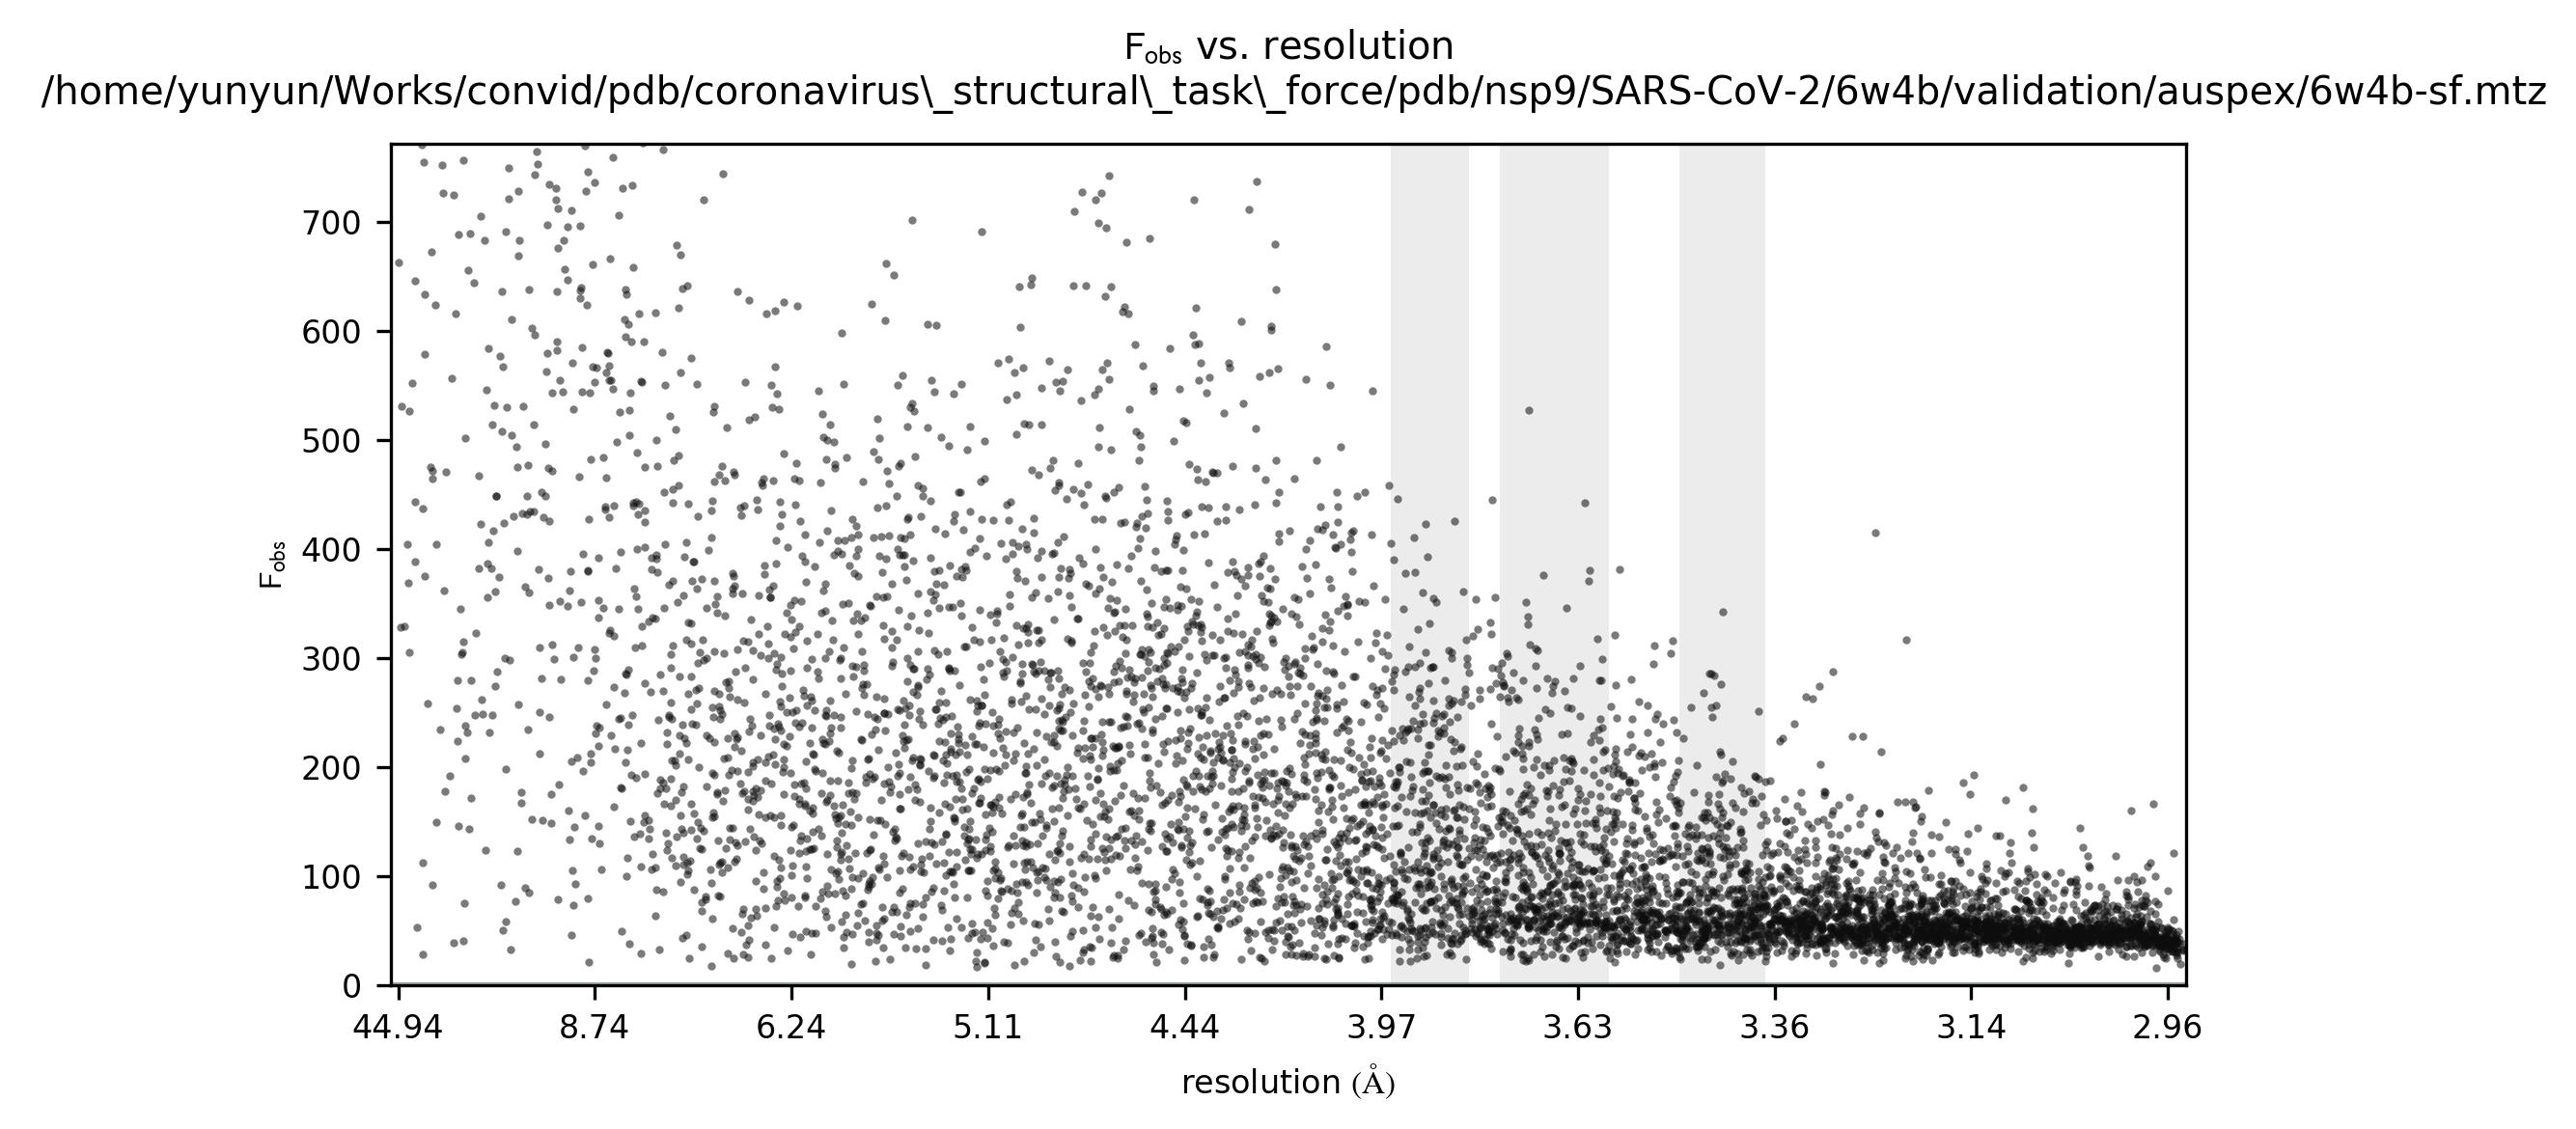 Fobs vs. resolution
/home/yunyun/Works/convid/pdb/coronavirus\_structural\_task\_force/pdb/nsp9/SARS-CoV-2/6w4b/validation/auspex/6w4b-sf.mtz
700
600
500
400
300
200
100
0
Fobs
44.94 8.74 6.24 5.11 4.44 3.97 3.63 3.36 3.14 2.96
resolution (Å)